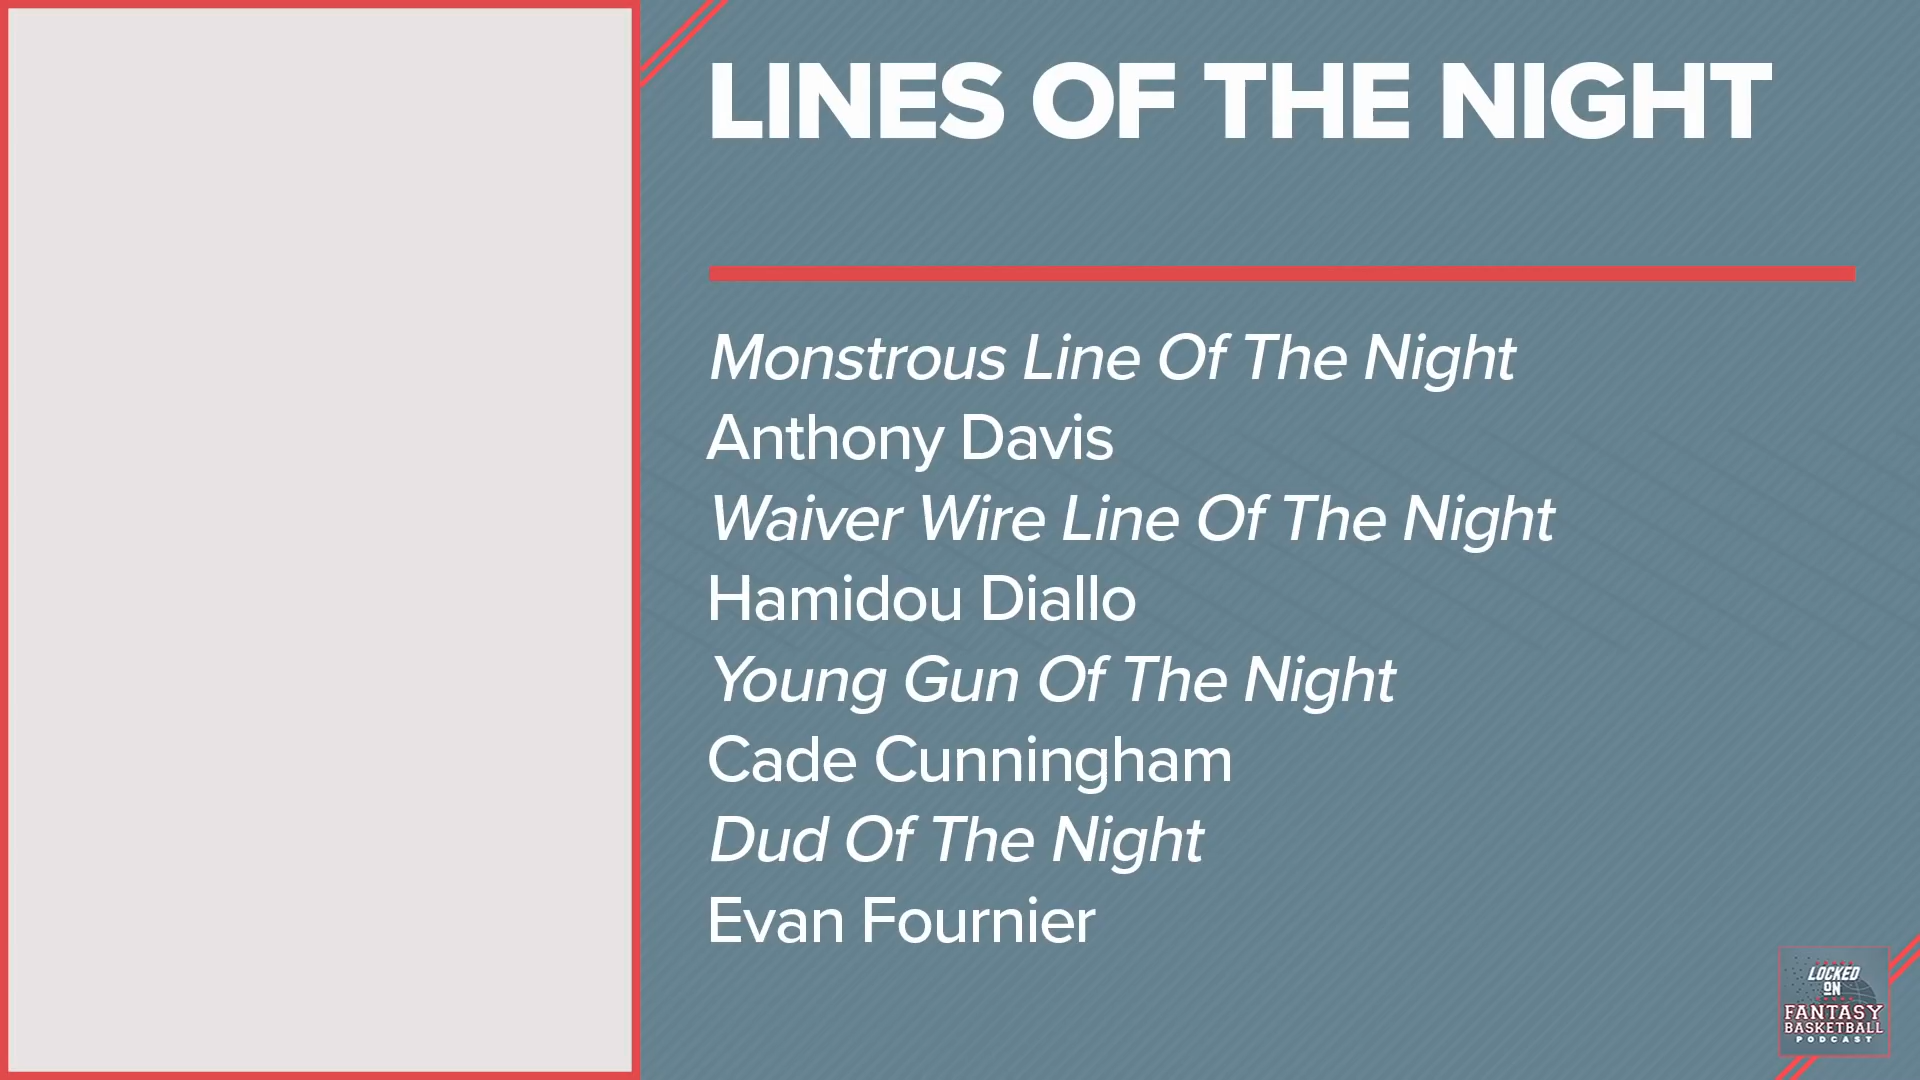 LINES OF THE NIGHT
Monstrous Line Of The Night
Anthony Davis
Waiver Wire Line Of The Night
Hamidou Diallo
Young Gun Of The Night
Cade Cunningham
Dud Of The Night
Evan Fournier
LOCKED
ON
FANTASY
BASKETBALL
PODCAST